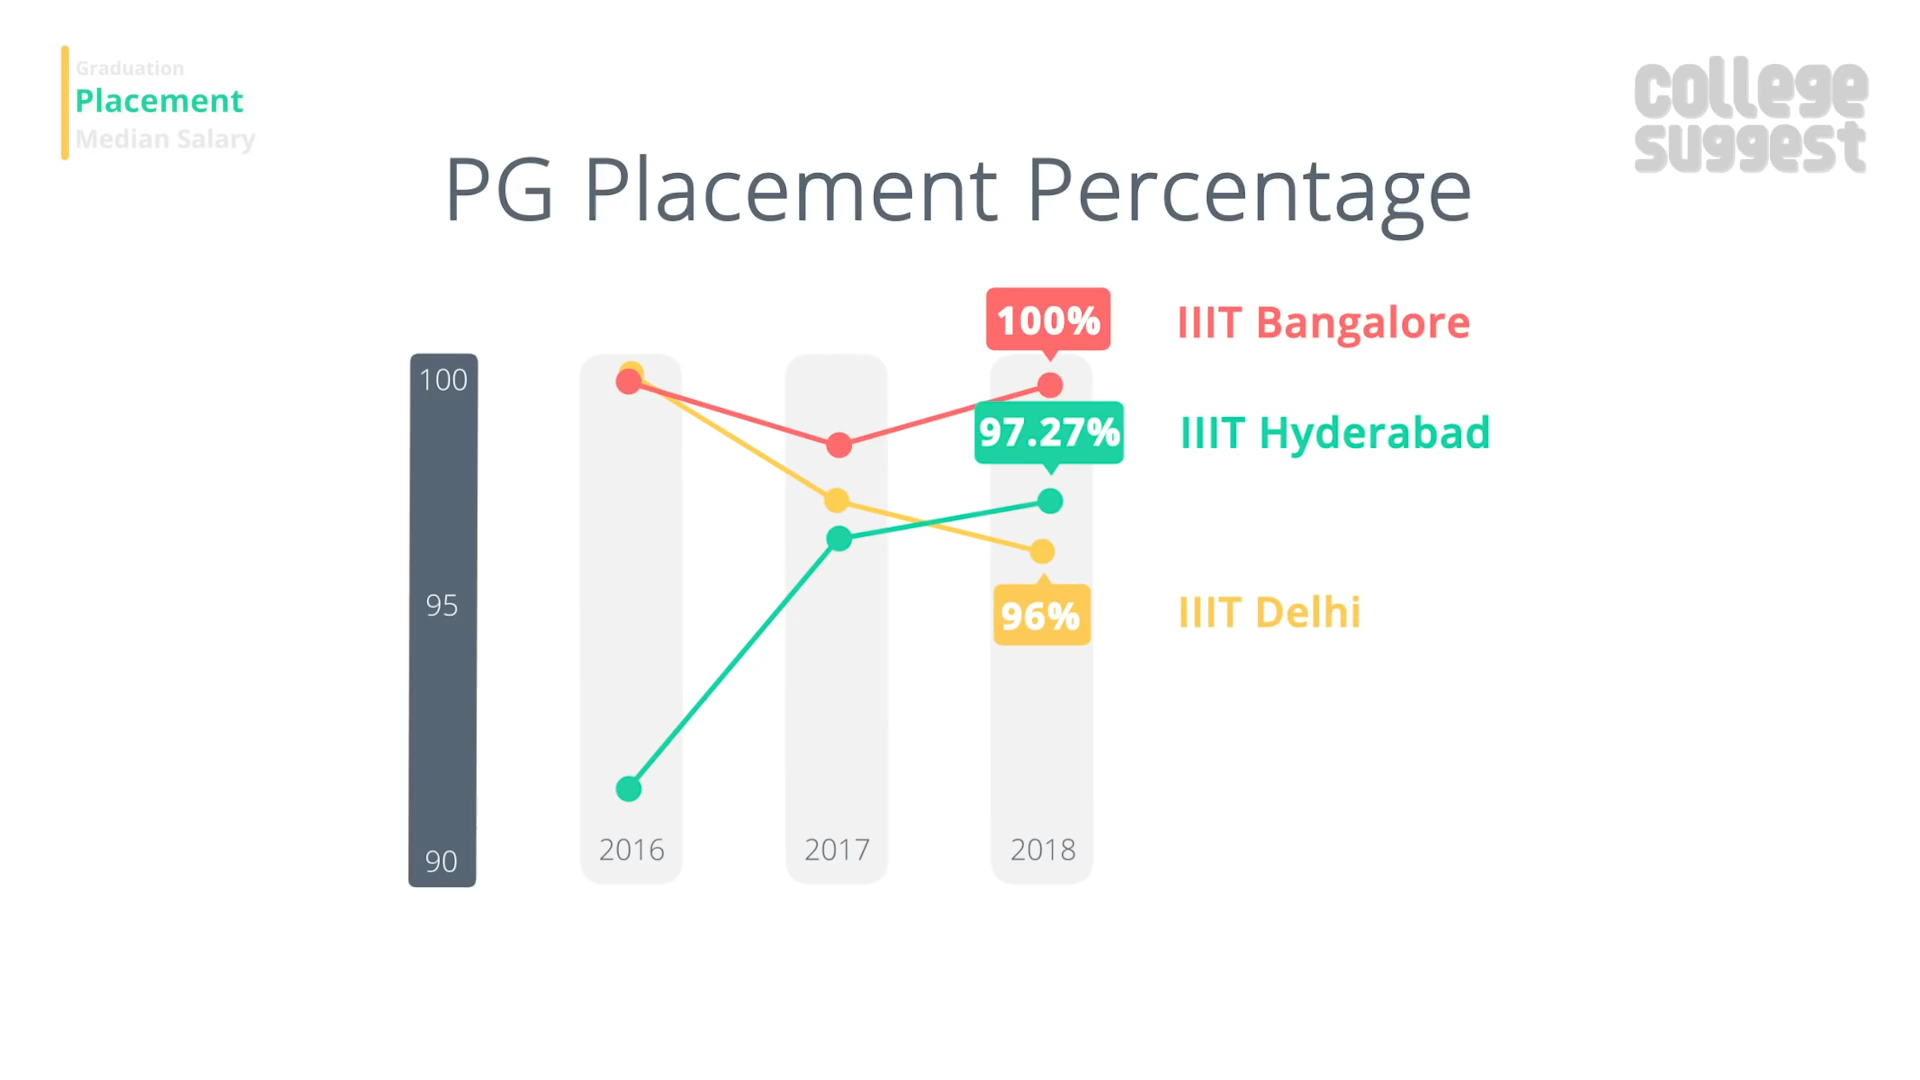 Graduation
Placement
Median Salary
college
suggest
PG Placement Percentage
100%
IIIT Bangalore
100
97.27%
IIIT Hyderabad
95
96%
IIIT Delhi
90
2016
2017
2018